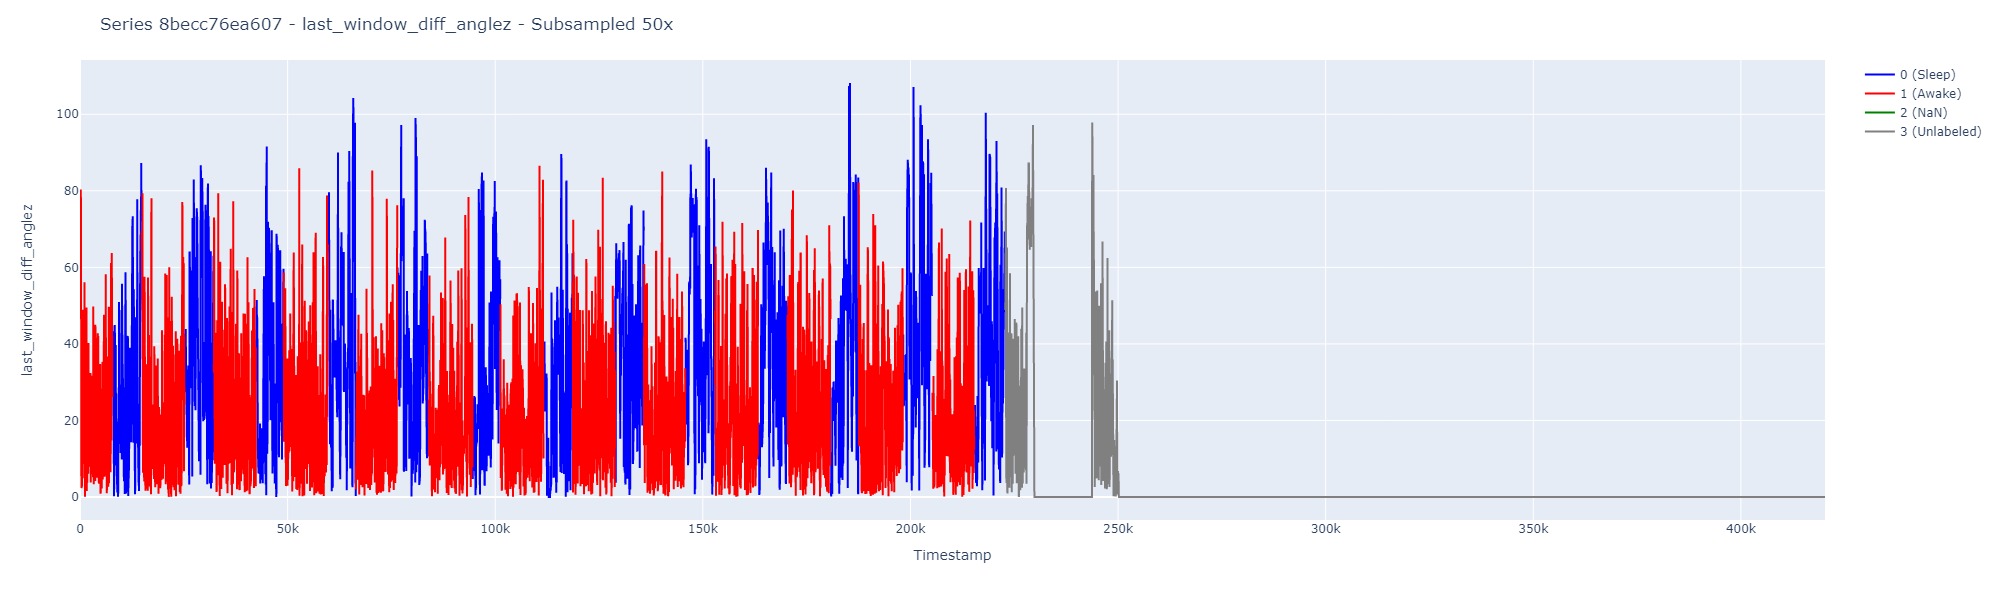 Series 8becc76ea607 - last_window_diff_anglez - Subsampled 50x
0 (Sleep)
1 (Awake)
2 (NaN)
3 (Unlabeled)
last_window_diff_anglez
100
80
60
40
20
0
0
50k
100k
150k
200k
250k
300k
350k
400k
Timestamp